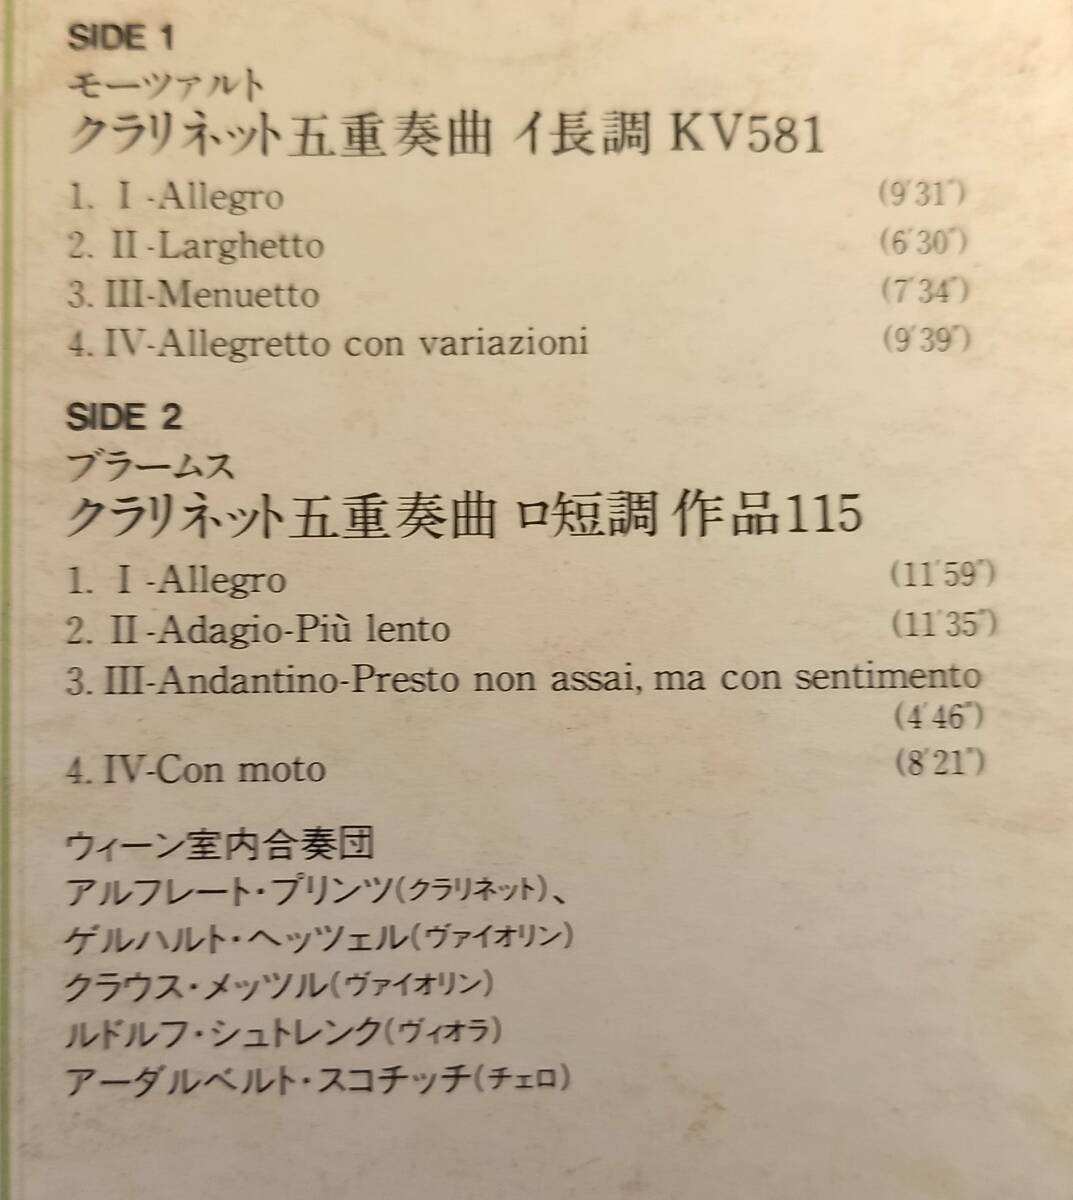 SIDE 1
モーツァルト
クラリネット五重奏曲 イ長調 KV581
1. I -Allegro (9′31″)
2. II -Larghetto (6′30″)
3. III-Menuetto (7′34″)
4. IV-Allegretto con variazioni (9′39″)
SIDE 2
ブラームス
クラリネット五重奏曲 ロ短調 作品115
1. I -Allegro (11′59″)
2. II -Adagio-Più lento (11′35″)
3. III-Andantino-Presto non assai, ma con sentimento
(4′46″)
4. IV-Con moto (8′21″)
ウィーン室内合奏団
アルフレート・プリンツ(クラリネット)、
ゲルハルト・ヘッツェル(ヴァイオリン)
クラウス・メッツル(ヴァイオリン)
ルドルフ・シュトレンク(ヴィオラ)
アーダルベルト・スコチッチ(チェロ)